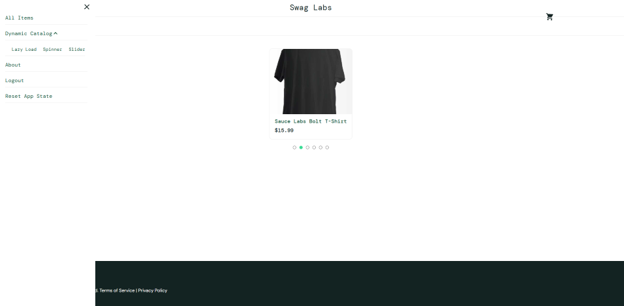 Swag Labs
All Items
Dynamic Catalog
Lazy Load Spinner Slider
About
Logout
Reset App State
Sauce Labs Bolt T-Shirt
$15.99
Terms of Service | Privacy Policy